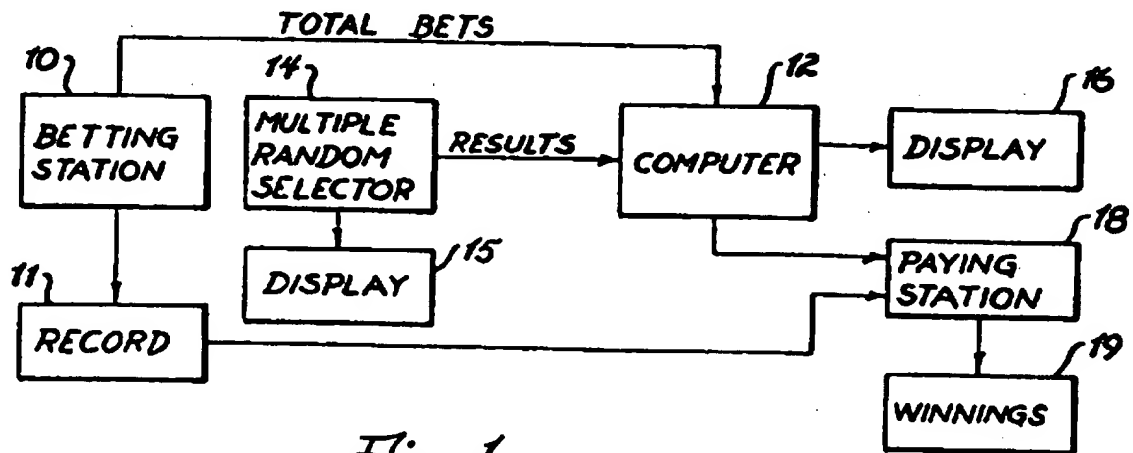 TOTAL BETS
10
14
12
16
BETTING
STATION
MULTIPLE
RANDOM
SELECTOR
RESULTS
COMPUTER
DISPLAY
11
15
18
RECORD
DISPLAY
PAYING
STATION
19
WINNINGS
1